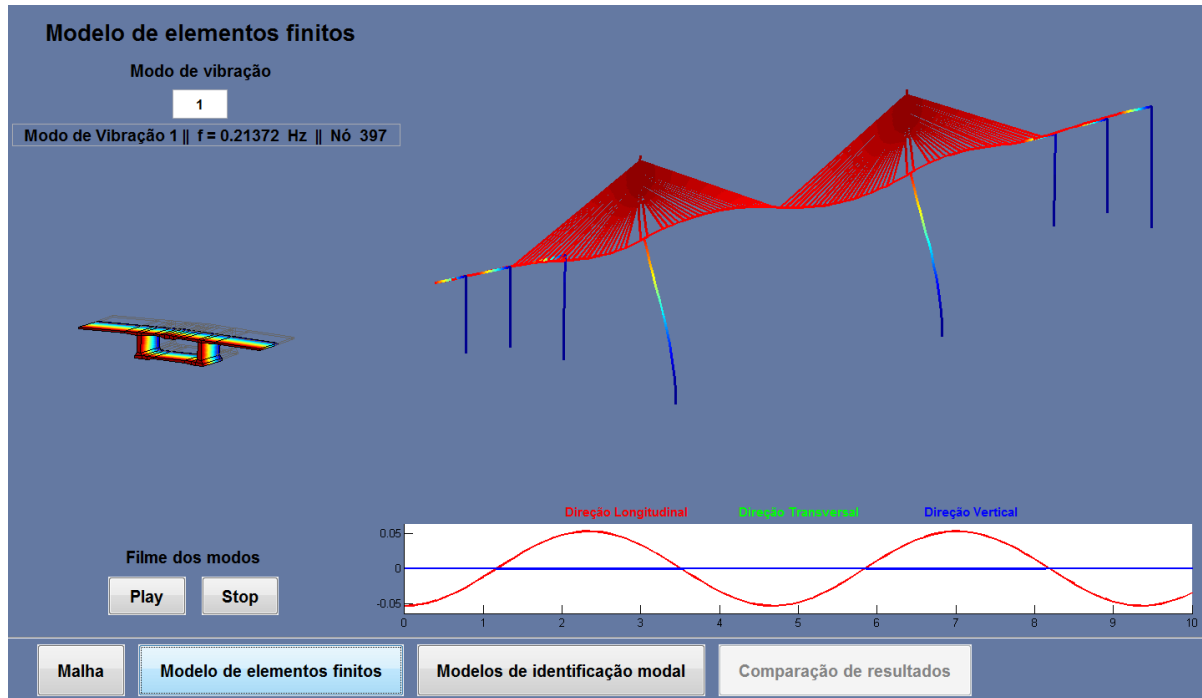 Modelo de elementos finitos
Modo de vibração
1
Modo de Vibração 1 || f = 0.21372 Hz || Nó 397
Direção Longitudinal Direção Transversal Direção Vertical
0.05
0
-0.05
0 1 2 3 4 5 6 7 8 9 10
Filme dos modos
Play Stop
Malha Modelo de elementos finitos Modelos de identificação modal Comparação de resultados